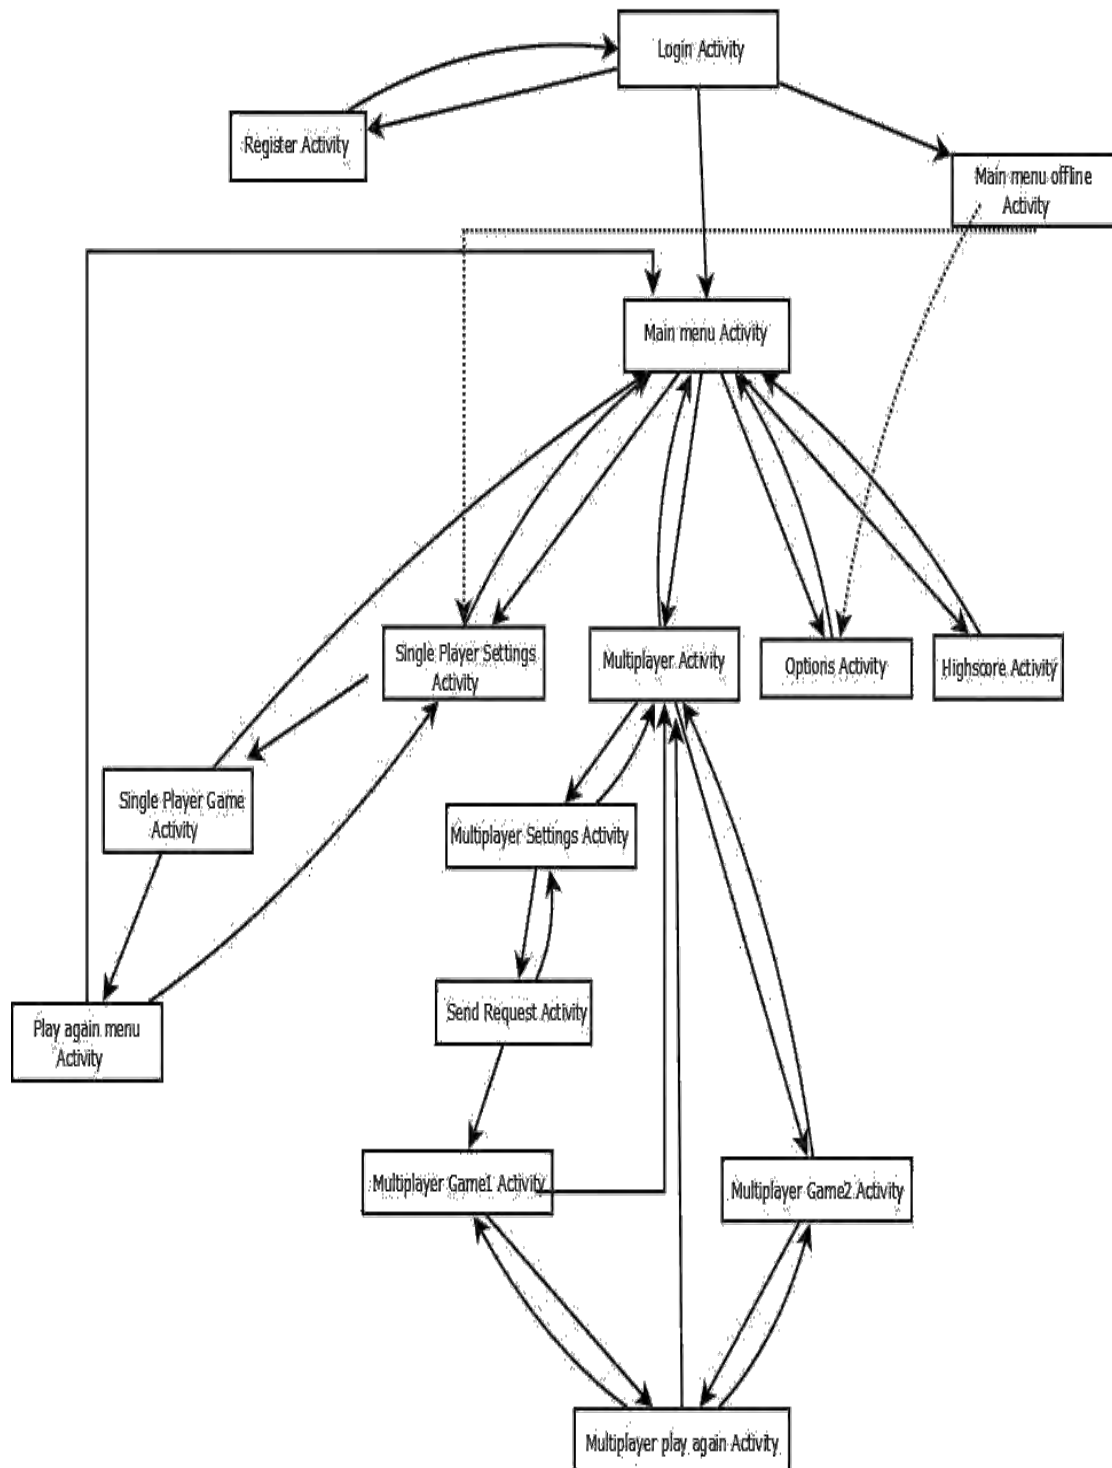 Login Activity
Register Activity
Main menu offline
Activity
Main menu Activity
Single Player Settings
Activity
Multiplayer Activity
Options Activity
Highscore Activity
Single Player Game
Activity
Multiplayer Settings Activity
Send Request Activity
Play again menu
Activity
Multiplayer Game1 Activity
Multiplayer Game2 Activity
Multiplayer play again Activity